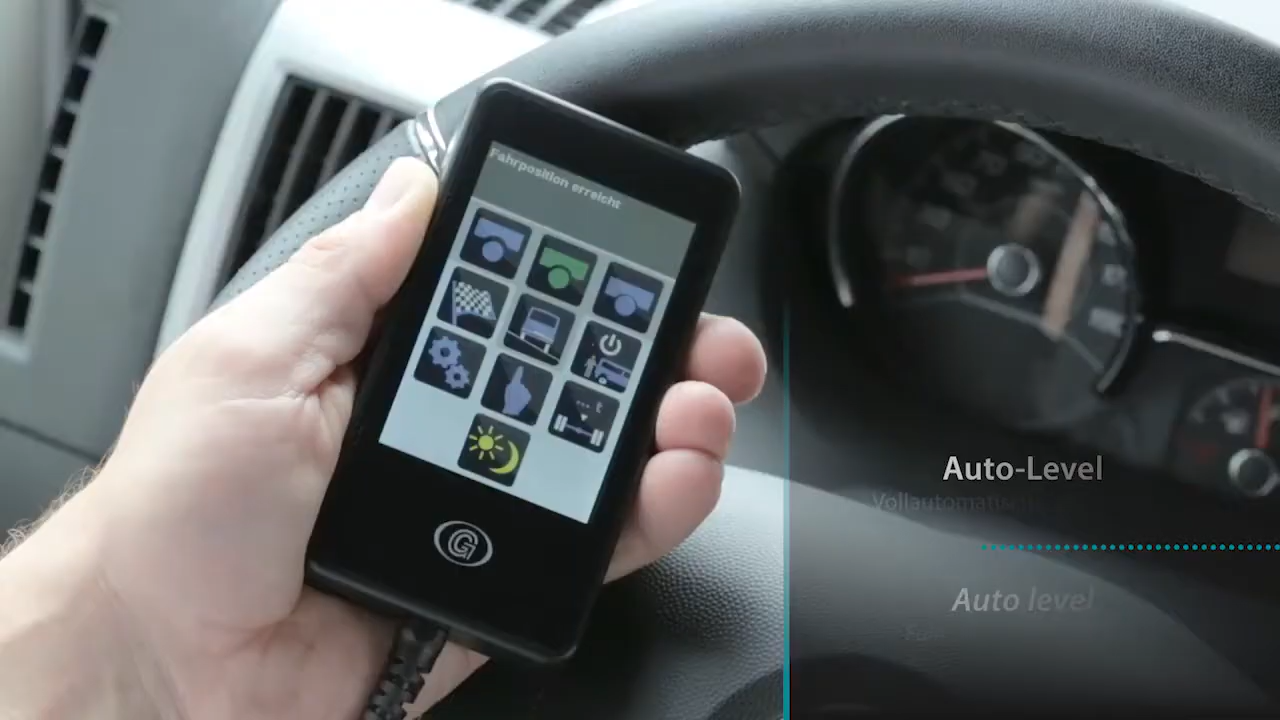 Fahrposition erreicht
... t
G
Auto-Level
Auto level